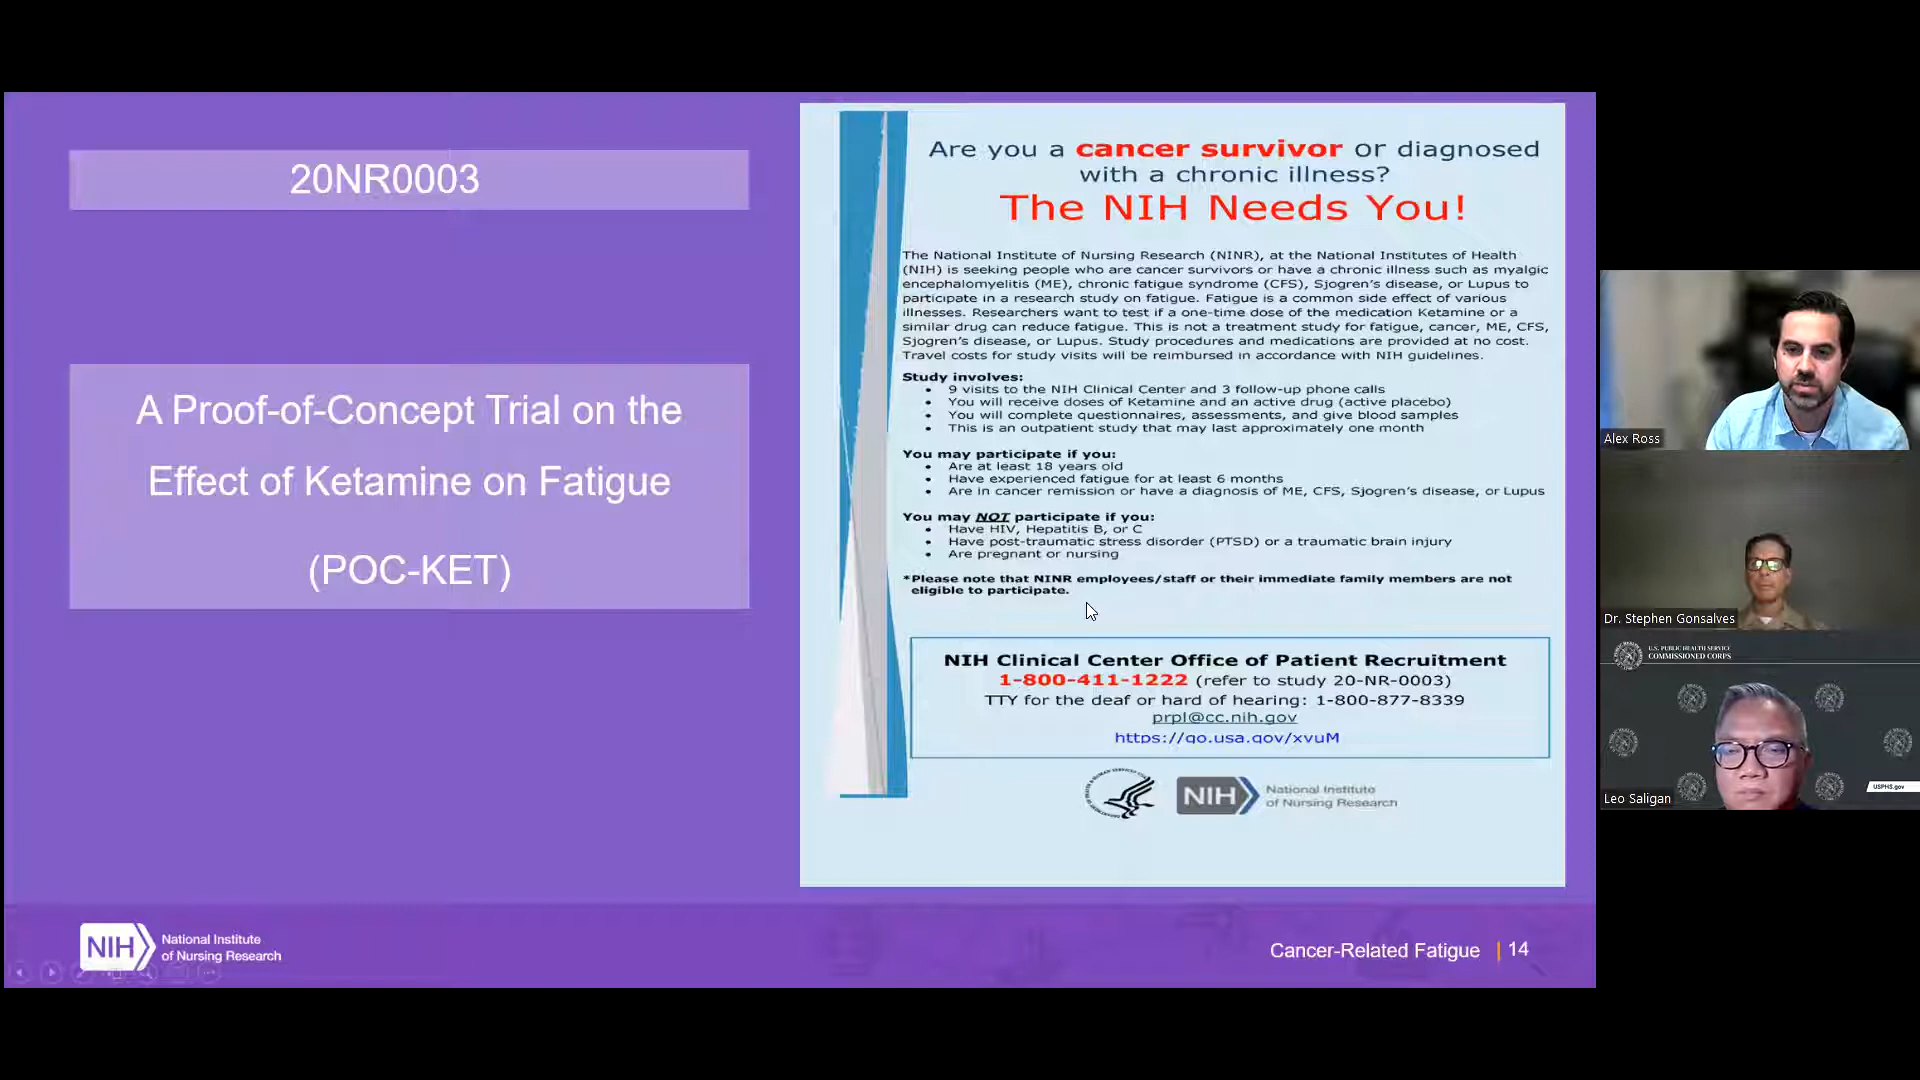 20NR0003
A Proof-of-Concept Trial on the
Effect of Ketamine on Fatigue
(POC-KET)
Are you a cancer survivor or diagnosed
with a chronic illness?
The NIH Needs You!
The National Institute of Nursing Research (NINR), at the National Institutes of Health
(NIH) is seeking people who are cancer survivors or have a chronic illness such as myalgic
encephalomyelitis (ME), chronic fatigue syndrome (CFS), Sjogren's disease, or Lupus to
participate in a research study on fatigue. Fatigue is a common side effect of various
illnesses. Researchers want to test if a one-time dose of the medication Ketamine or a
similar drug can reduce fatigue. This is not a treatment study for fatigue, cancer, ME, CFS,
Sjogren's disease, or Lupus. Study procedures and medications are provided at no cost.
Travel costs for study visits will be reimbursed in accordance with NIH guidelines.
Study involves:
• 9 visits to the NIH Clinical Center and 3 follow-up phone calls
• You will receive doses of Ketamine and an active drug (active placebo)
• You will complete questionnaires, assessments, and give blood samples
• This is an outpatient study that may last approximately one month
You may participate if you:
• Are at least 18 years old
• Have experienced fatigue for at least 6 months
• Are in cancer remission or have a diagnosis of ME, CFS, Sjogren's disease, or Lupus
You may NOT participate if you:
• Have HIV, Hepatitis B, or C
• Have post-traumatic stress disorder (PTSD) or a traumatic brain injury
• Are pregnant or nursing
*Please note that NINR employees/staff or their immediate family members are not
eligible to participate.
NIH Clinical Center Office of Patient Recruitment
1-800-411-1222 (refer to study 20-NR-0003)
TTY for the deaf or hard of hearing: 1-800-877-8339
prpl@cc.nih.gov
https://go.usa.gov/xvuM
NIH National Institute
of Nursing Research
NIH National Institute
of Nursing Research
Cancer-Related Fatigue | 14
Alex Ross
Dr. Stephen Gonsalves
U.S. PUBLIC HEALTH SERVICE
COMMISSIONED CORPS
USPHS.gov
Leo Saligan